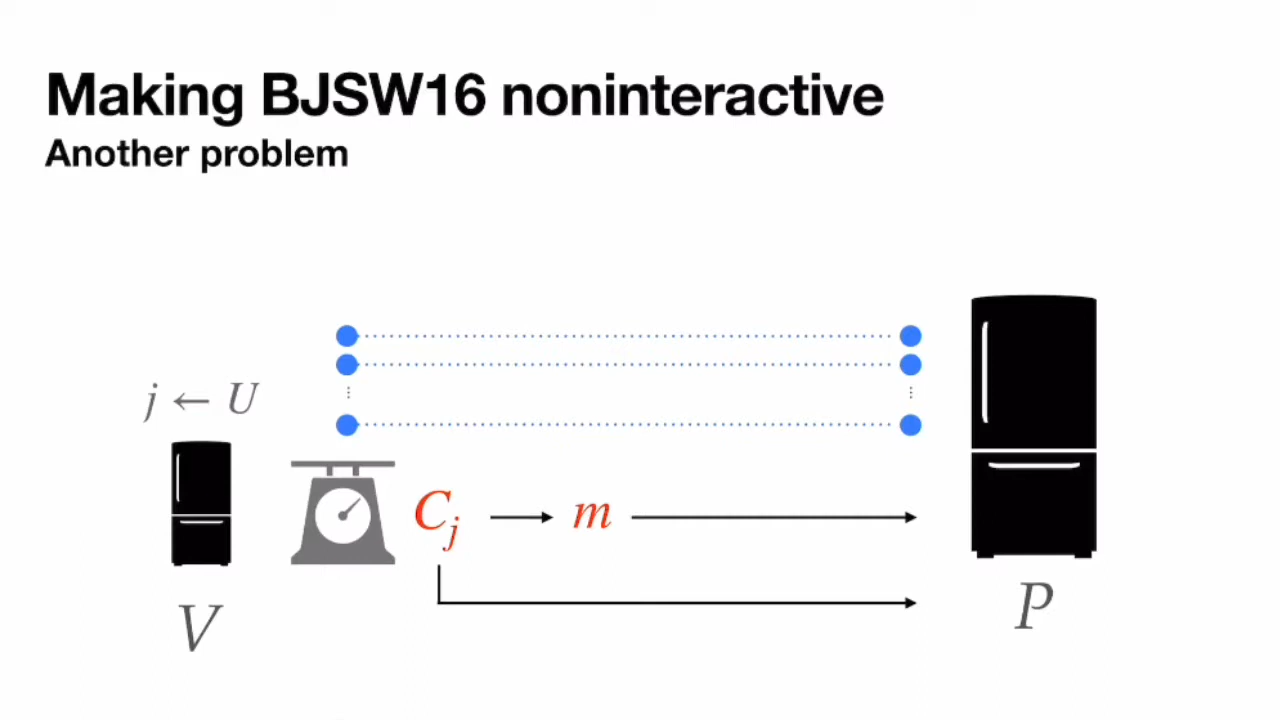 Making BJSW16 noninteractive
Another problem
j ← U
C_j → m
V
P